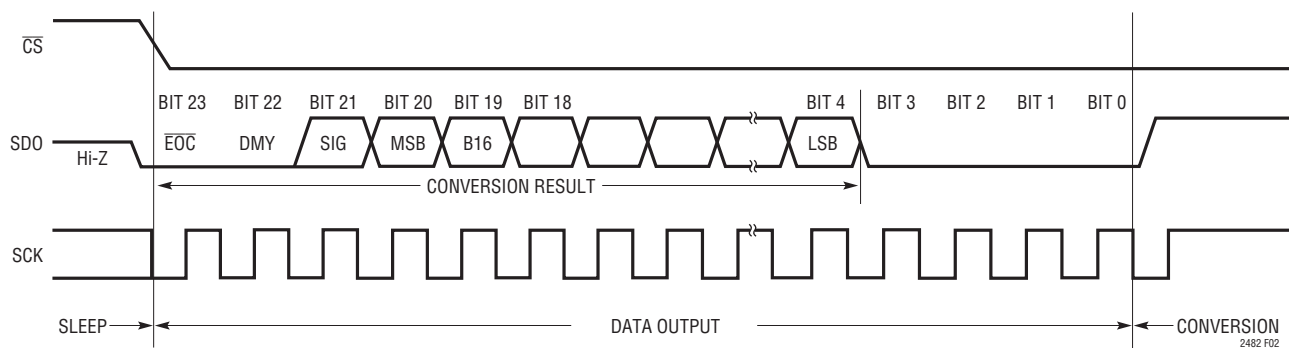 CS
BIT 23 BIT 22 BIT 21 BIT 20 BIT 19 BIT 18 BIT 4 BIT 3 BIT 2 BIT 1 BIT 0
SDO
EOC DMY SIG MSB B16 LSB
Hi-Z
CONVERSION RESULT
SCK
SLEEP DATA OUTPUT CONVERSION
2482 F02